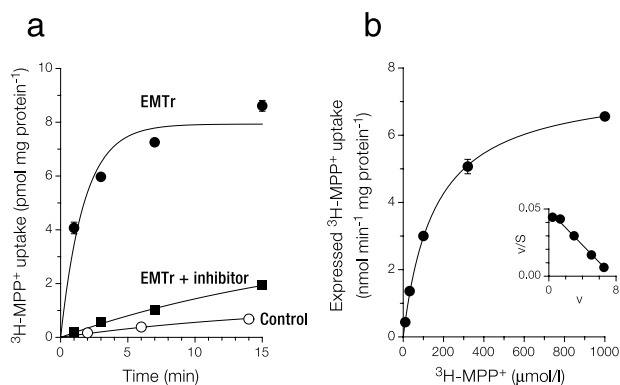 a
³H-MPP⁺ uptake (pmol mg protein⁻¹)
10
8
6
4
2
0
EMTr
EMTr + inhibitor
Control
0
5
10
15
Time (min)
b
Expressed ³H-MPP⁺ uptake
(nmol min⁻¹ mg protein⁻¹)
8
6
4
2
0
0
200
400
600
800
1000
³H-MPP⁺ (μmol/l)
v/S
0.05
0.00
0
8
v